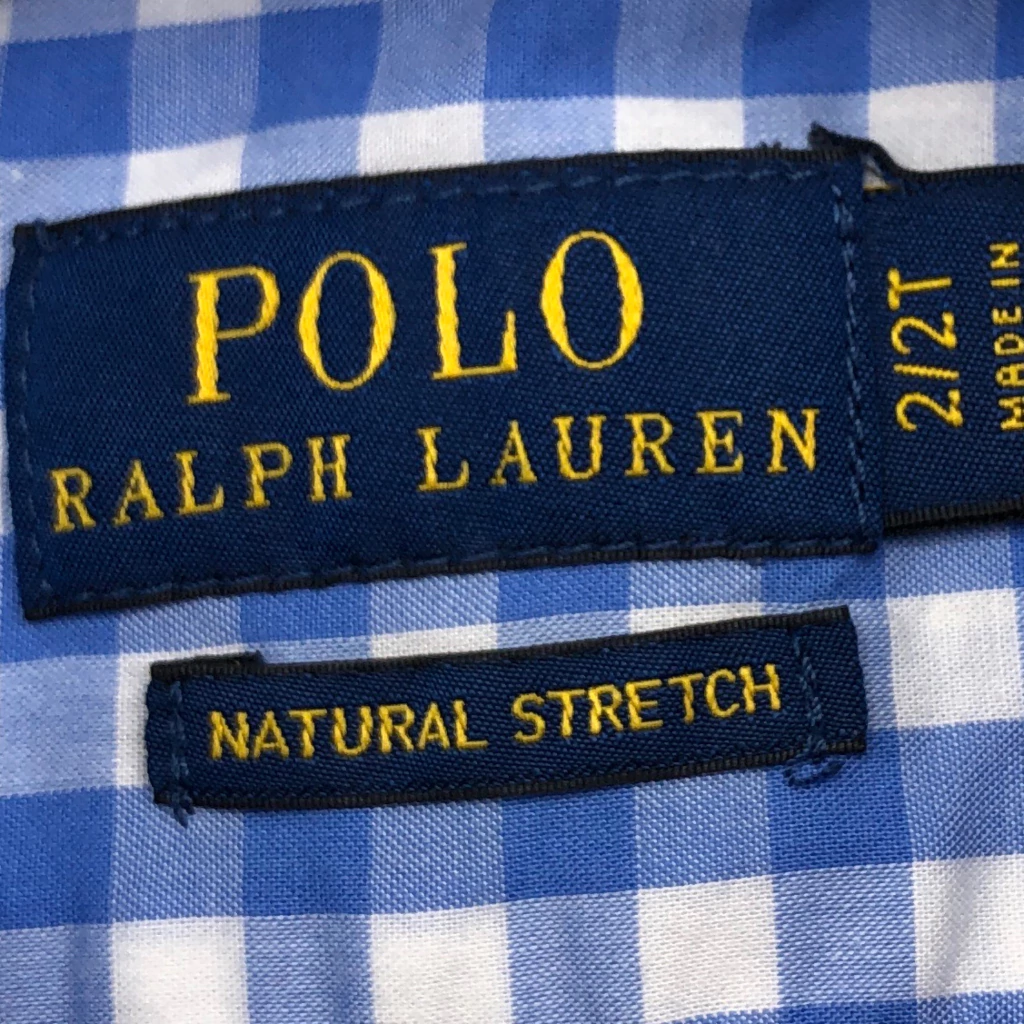 POLO
RALPH LAUREN
2/2T
MADE IN
NATURAL STRETCH